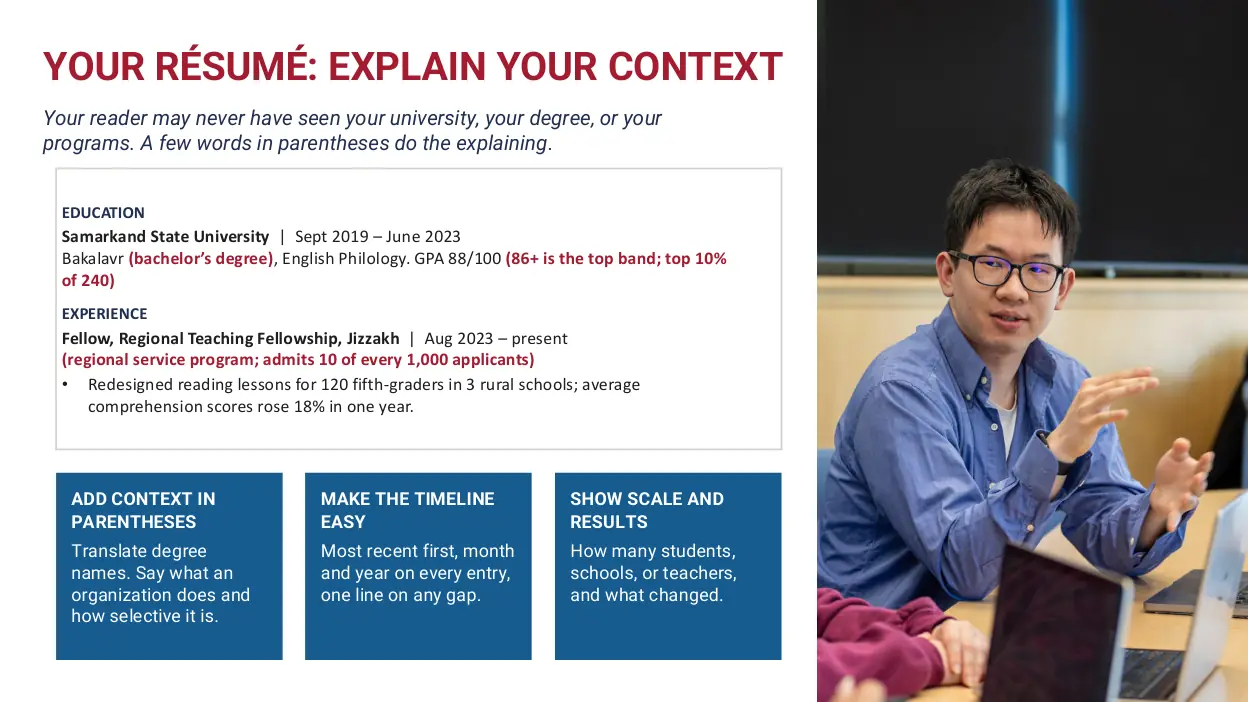 YOUR RÉSUMÉ: EXPLAIN YOUR CONTEXT
Your reader may never have seen your university, your degree, or your
programs. A few words in parentheses do the explaining.
EDUCATION
Samarkand State University | Sept 2019 – June 2023
Bakalavr (bachelor’s degree), English Philology. GPA 88/100 (86+ is the top band; top 10%
of 240)
EXPERIENCE
Fellow, Regional Teaching Fellowship, Jizzakh | Aug 2023 – present
(regional service program; admits 10 of every 1,000 applicants)
• Redesigned reading lessons for 120 fifth-graders in 3 rural schools; average
comprehension scores rose 18% in one year.
ADD CONTEXT IN
PARENTHESES
Translate degree
names. Say what an
organization does and
how selective it is.
MAKE THE TIMELINE
EASY
Most recent first, month
and year on every entry,
one line on any gap.
SHOW SCALE AND
RESULTS
How many students,
schools, or teachers,
and what changed.